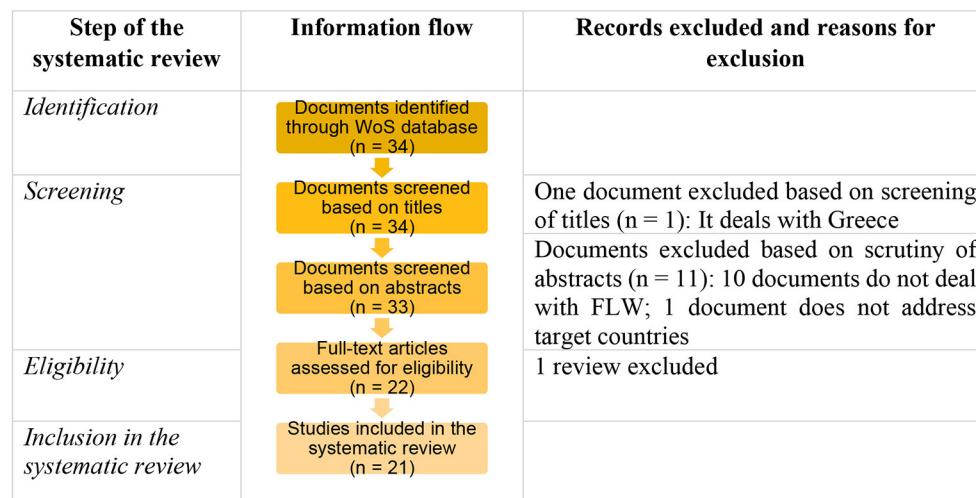 Step of the
systematic review
Information flow
Records excluded and reasons for
exclusion
Identification
Documents identified
through WoS database
(n = 34)
Screening
Documents screened
based on titles
(n = 34)
One document excluded based on screening
of titles (n = 1): It deals with Greece
Documents screened
based on abstracts
(n = 33)
Documents excluded based on scrutiny of
abstracts (n = 11): 10 documents do not deal
with FLW; 1 document does not address
target countries
Eligibility
Full-text articles
assessed for eligibility
(n = 22)
1 review excluded
Inclusion in the
systematic review
Studies included in the
systematic review
(n = 21)